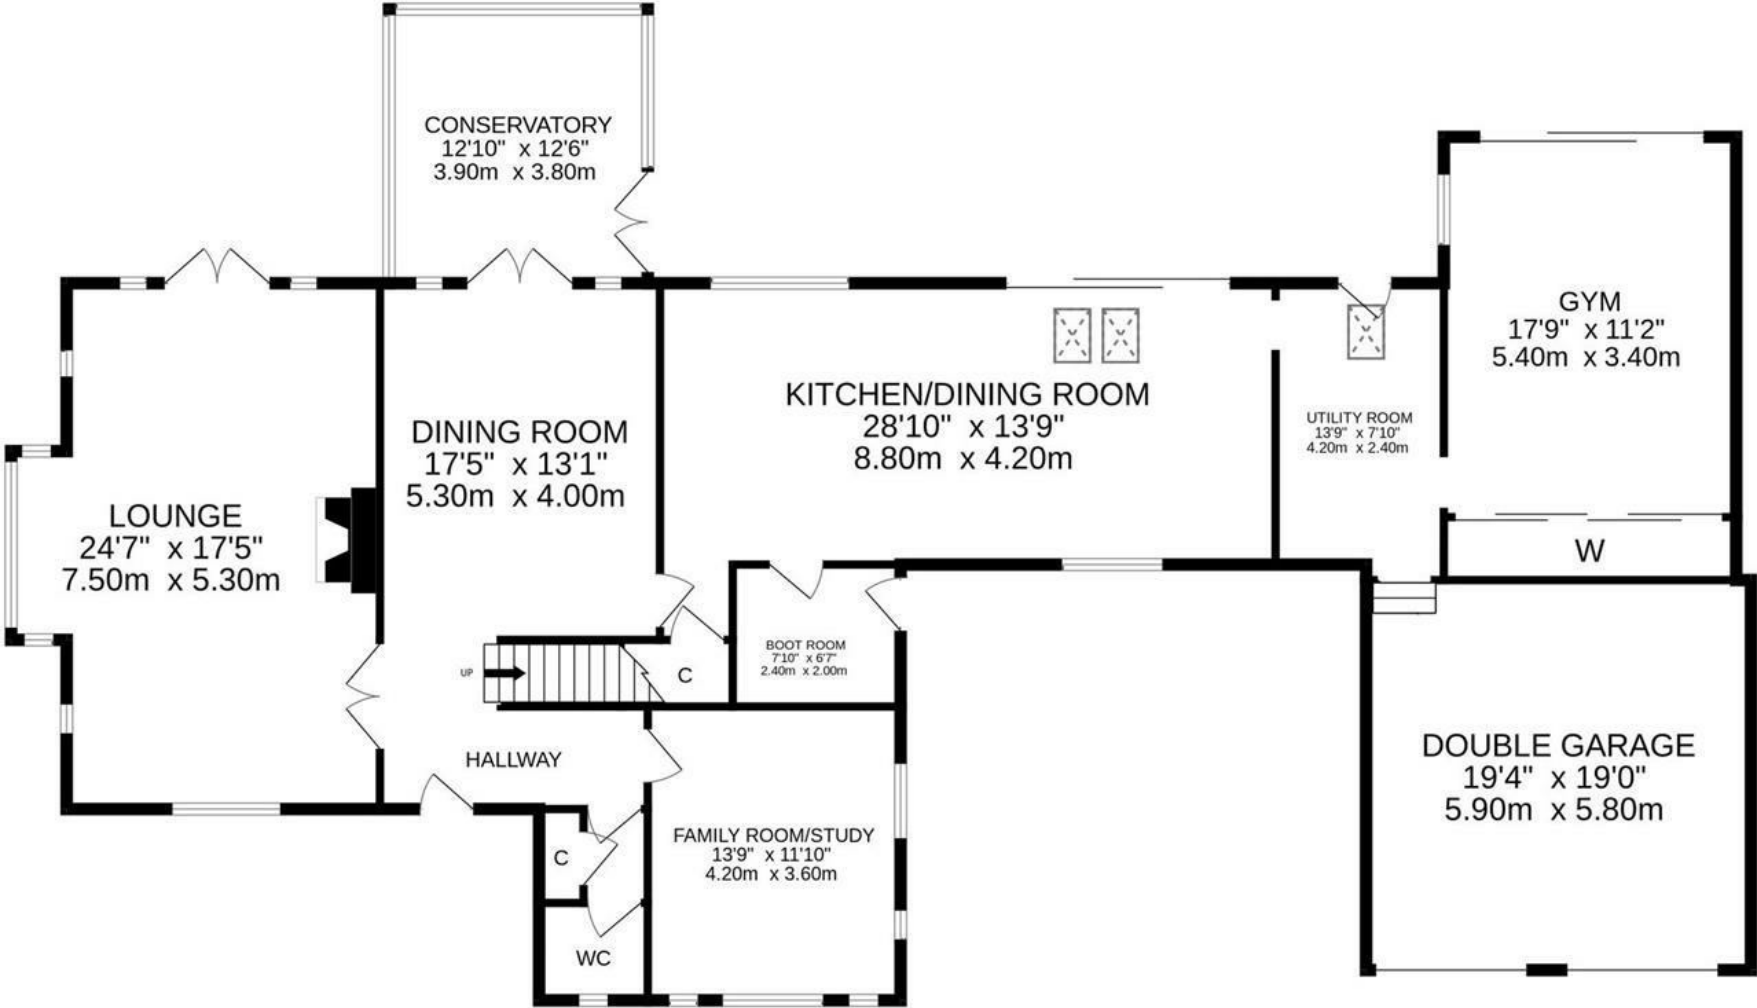 CONSERVATORY
12'10" x 12'6"
3.90m x 3.80m
GYM
17'9" x 11'2"
5.40m x 3.40m
KITCHEN/DINING ROOM
28'10" x 13'9"
8.80m x 4.20m
UTILITY ROOM
13'9" x 7'10"
4.20m x 2.40m
DINING ROOM
17'5" x 13'1"
5.30m x 4.00m
LOUNGE
24'7" x 17'5"
7.50m x 5.30m
W
BOOT ROOM
7'10" x 6'7"
2.40m x 2.00m
UP
C
HALLWAY
DOUBLE GARAGE
19'4" x 19'0"
5.90m x 5.80m
FAMILY ROOM/STUDY
13'9" x 11'10"
4.20m x 3.60m
C
WC